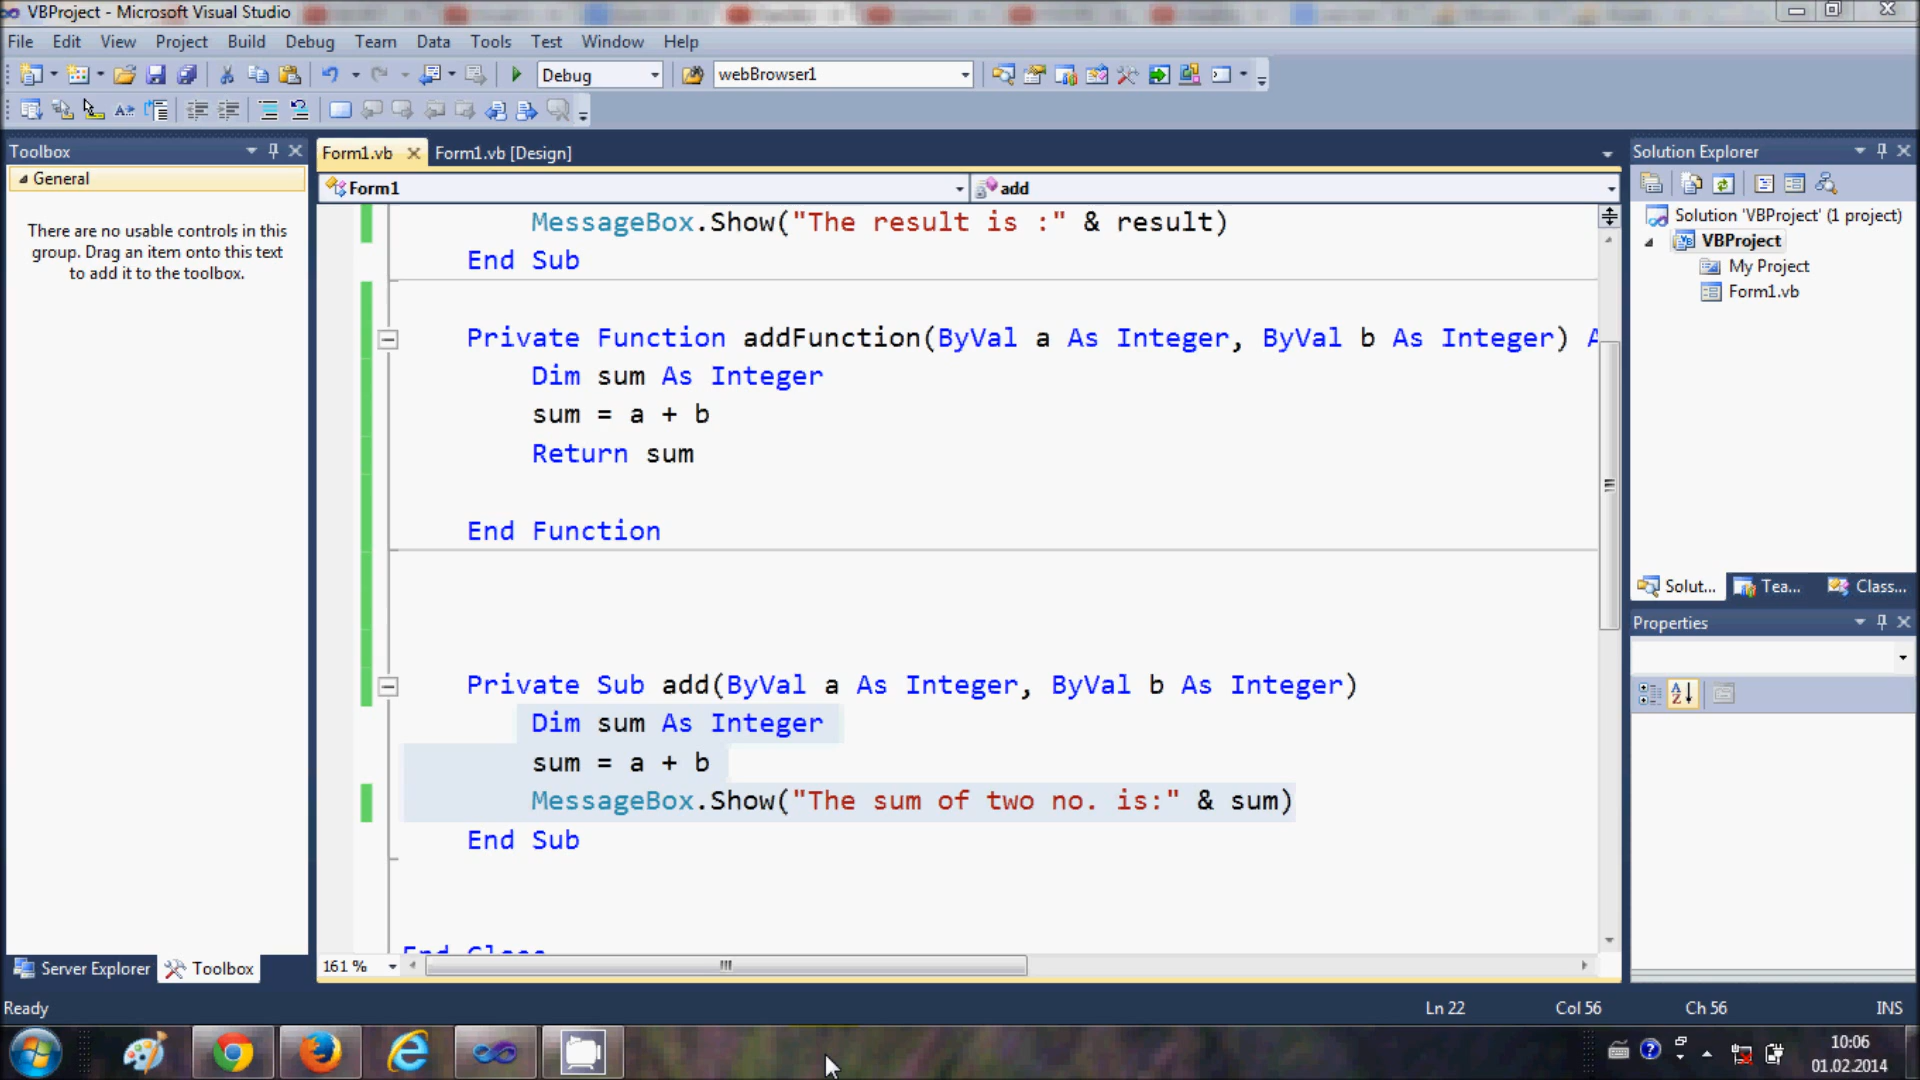 VBProject - Microsoft Visual Studio
File Edit View Project Build Debug Team Data Tools Test Window Help
Debug webBrowser1
Toolbox
General
There are no usable controls in this
group. Drag an item onto this text
to add it to the toolbox.
Server Explorer Toolbox
Form1.vb Form1.vb [Design]
Form1 add
MessageBox.Show("The result is :" & result)
End Sub
Private Function addFunction(ByVal a As Integer, ByVal b As Integer) A
Dim sum As Integer
sum = a + b
Return sum
End Function
Private Sub add(ByVal a As Integer, ByVal b As Integer)
Dim sum As Integer
sum = a + b
MessageBox.Show("The sum of two no. is:" & sum)
End Sub
End Class
161 %
Solution Explorer
Solution 'VBProject' (1 project)
VBProject
My Project
Form1.vb
Solut... Tea... Class...
Properties
Ready Ln 22 Col 56 Ch 56 INS
10:06
01.02.2014